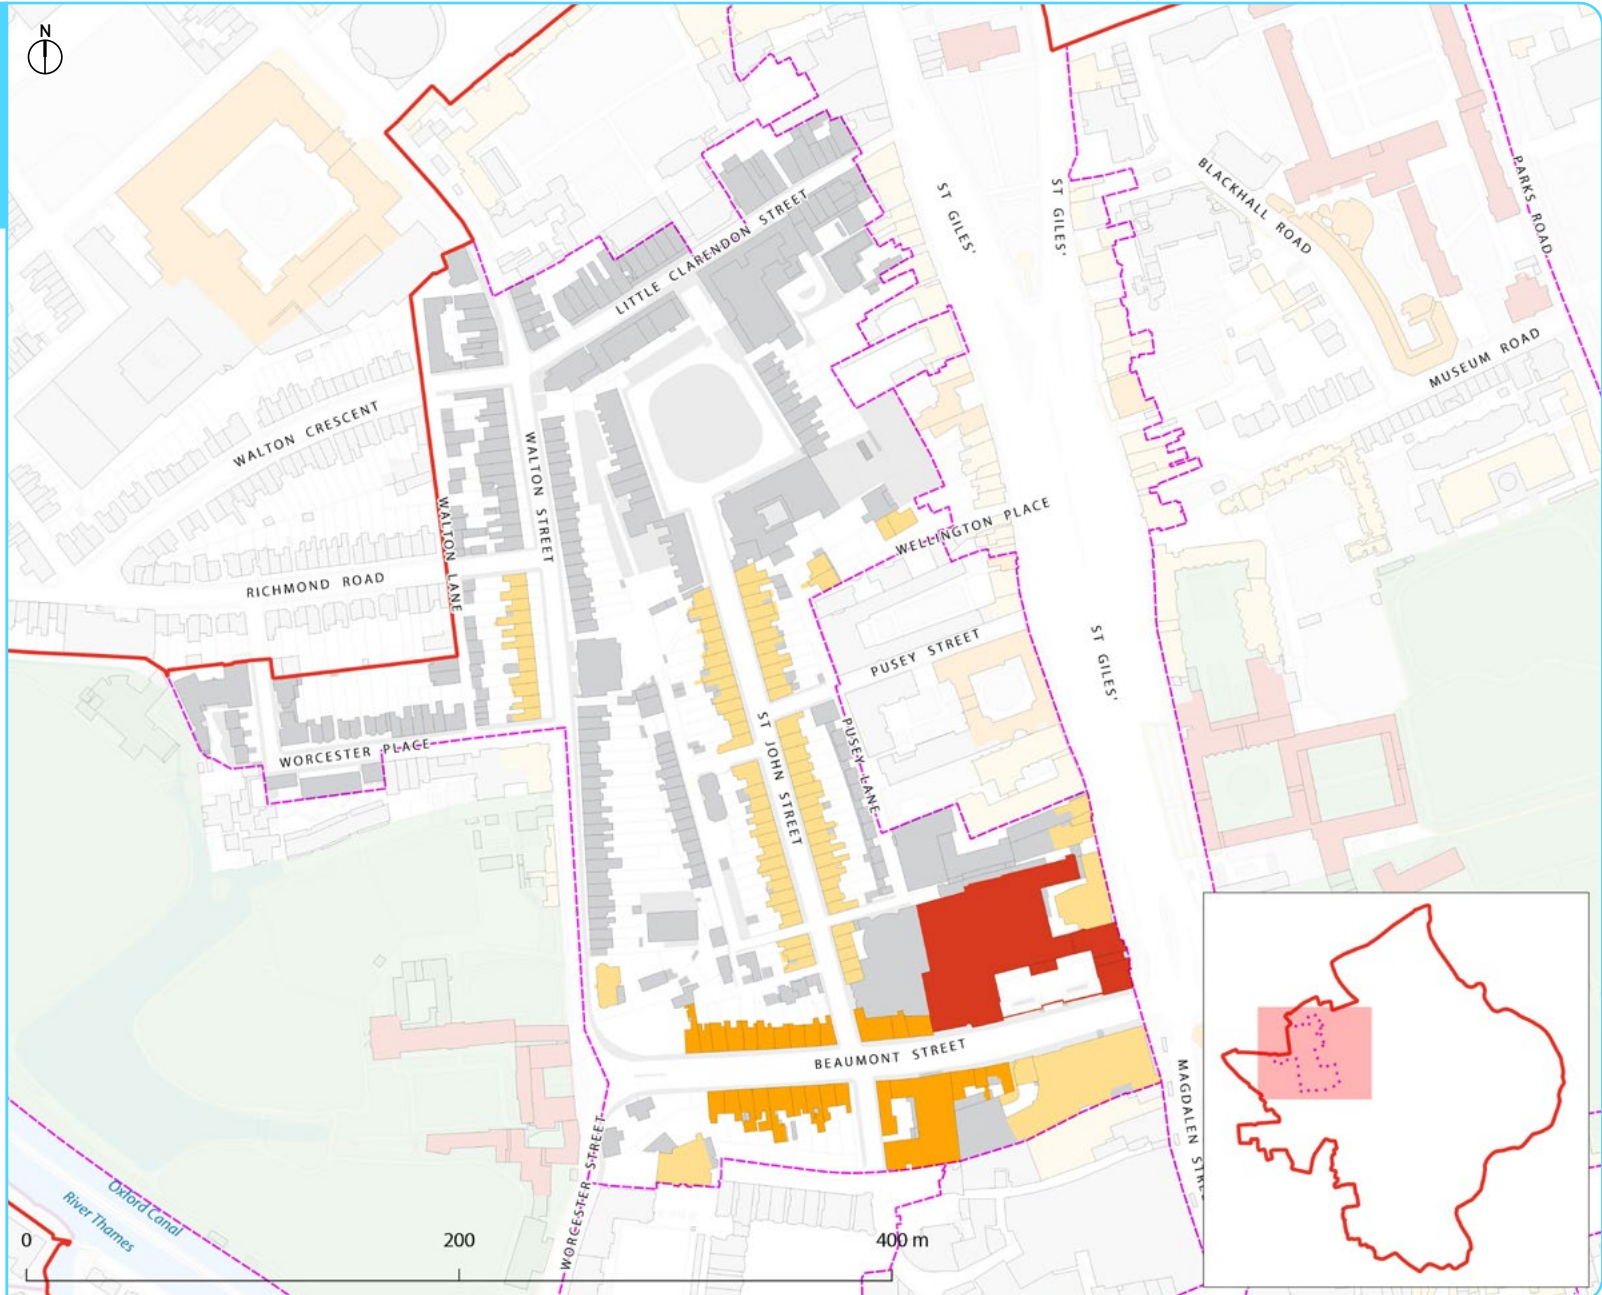 N
ST GILES'
ST GILES'
BLACKHALL ROAD
PARKS ROAD
LITTLE CLARENDON STREET
MUSEUM ROAD
WALTON CRESCENT
WALTON STREET
WALTON LANE
WELLINGTON PLACE
RICHMOND ROAD
PUSEY STREET
ST GILES'
ST JOHN STREET
PUSEY LANE
WORCESTER PLACE
BEAUMONT STREET
MAGDALEN STRE
WORCESTER STREET
Oxford Canal
River Thames
0
200
400 m